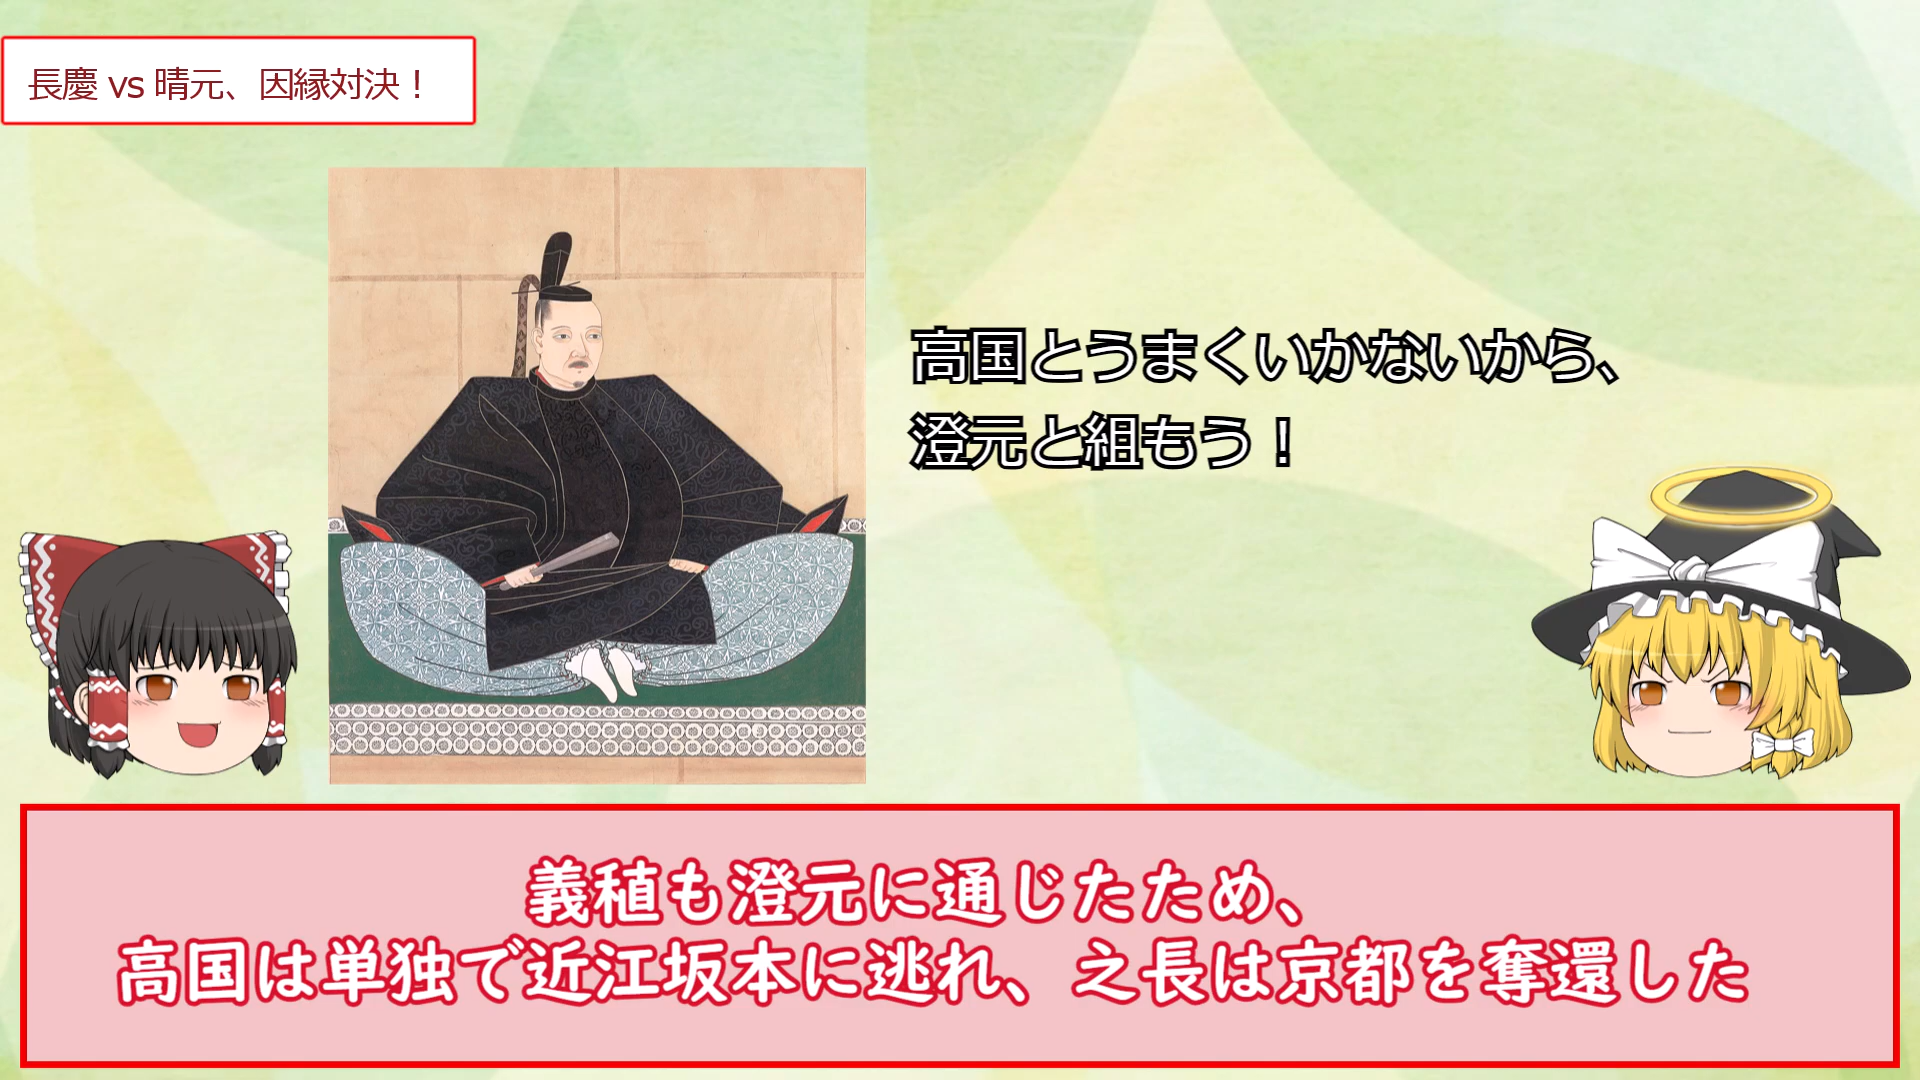 長慶 vs 晴元、因縁対決！
高国とうまくいかないから、
澄元と組もう！
義稙も澄元に通じたため、
高国は単独で近江坂本に逃れ、之長は京都を奪還した